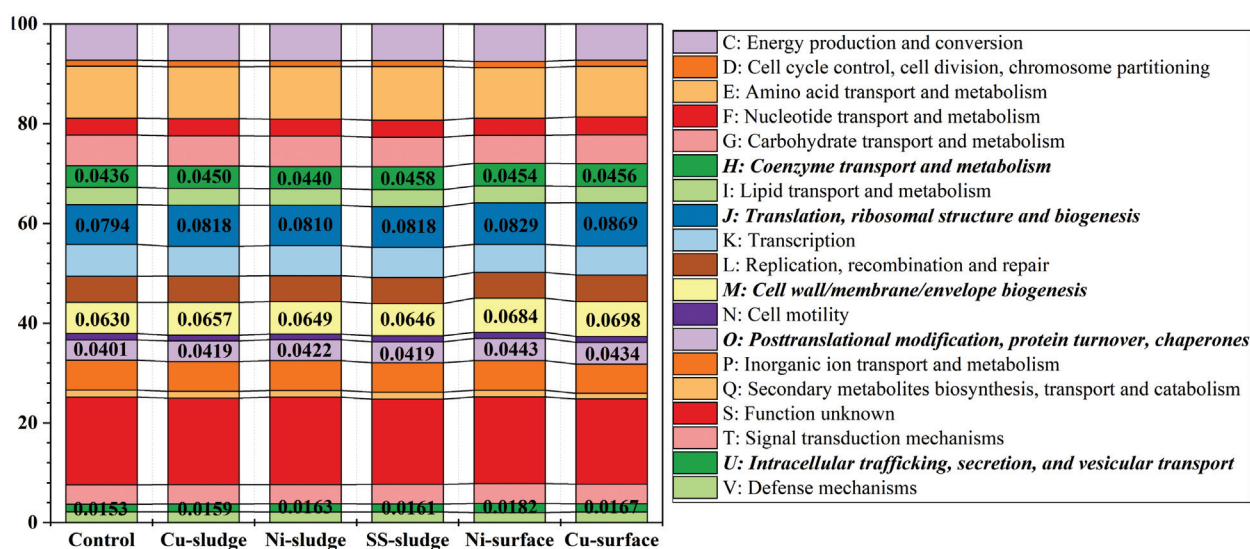 100
80
60
40
20
0
0.0436 0.0450 0.0440 0.0458 0.0454 0.0456
0.0794 0.0818 0.0810 0.0818 0.0829 0.0869
0.0630 0.0657 0.0649 0.0646 0.0684 0.0698
0.0401 0.0419 0.0422 0.0419 0.0443 0.0434
0.0153 0.0159 0.0163 0.0161 0.0182 0.0167
Control Cu-sludge Ni-sludge SS-sludge Ni-surface Cu-surface
C: Energy production and conversion
D: Cell cycle control, cell division, chromosome partitioning
E: Amino acid transport and metabolism
F: Nucleotide transport and metabolism
G: Carbohydrate transport and metabolism
H: Coenzyme transport and metabolism
I: Lipid transport and metabolism
J: Translation, ribosomal structure and biogenesis
K: Transcription
L: Replication, recombination and repair
M: Cell wall/membrane/envelope biogenesis
N: Cell motility
O: Posttranslational modification, protein turnover, chaperones
P: Inorganic ion transport and metabolism
Q: Secondary metabolites biosynthesis, transport and catabolism
S: Function unknown
T: Signal transduction mechanisms
U: Intracellular trafficking, secretion, and vesicular transport
V: Defense mechanisms